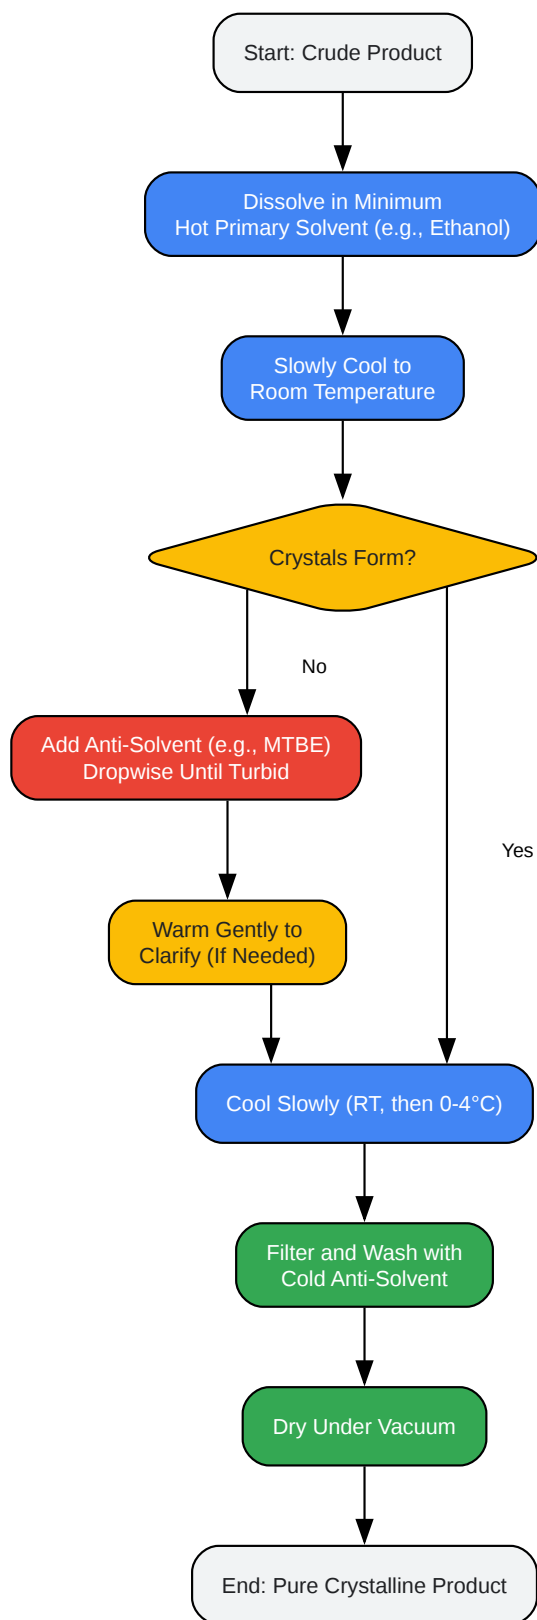 Start: Crude Product
Dissolve in Minimum
Hot Primary Solvent (e.g., Ethanol)
Slowly Cool to
Room Temperature
Crystals Form?
No
Add Anti-Solvent (e.g., MTBE)
Dropwise Until Turbid
Yes
Warm Gently to
Clarify (If Needed)
Cool Slowly (RT, then 0-4°C)
Filter and Wash with
Cold Anti-Solvent
Dry Under Vacuum
End: Pure Crystalline Product